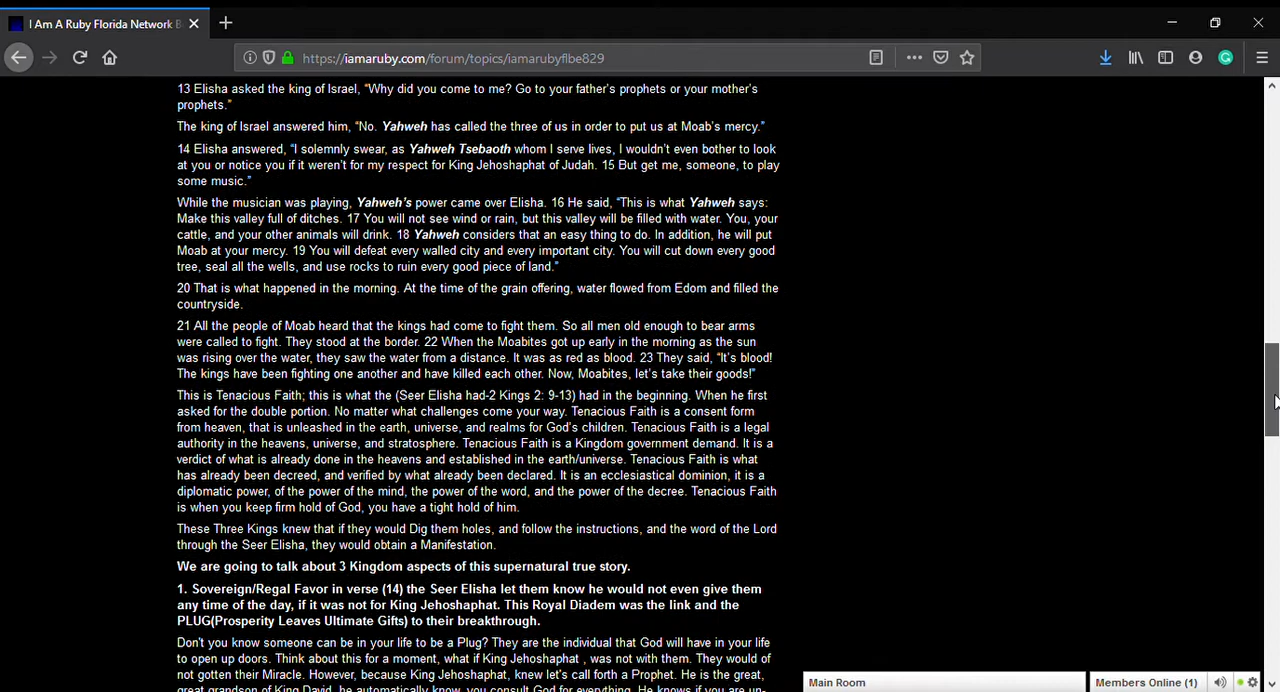 I Am A Ruby Florida Network B
https://iamaruby.com/forum/topics/iamarubyflbe829
13 Elisha asked the king of Israel, “Why did you come to me? Go to your father’s prophets or your mother’s
prophets.”
The king of Israel answered him, “No. Yahweh has called the three of us in order to put us at Moab’s mercy.”
14 Elisha answered, “I solemnly swear, as Yahweh Tsebaoth whom I serve lives, I wouldn’t even bother to look
at you or notice you if it weren’t for my respect for King Jehoshaphat of Judah. 15 But get me, someone, to play
some music.”
While the musician was playing, Yahweh’s power came over Elisha. 16 He said, “This is what Yahweh says:
Make this valley full of ditches. 17 You will not see wind or rain, but this valley will be filled with water. You, your
cattle, and your other animals will drink. 18 Yahweh considers that an easy thing to do. In addition, he will put
Moab at your mercy. 19 You will defeat every walled city and every important city. You will cut down every good
tree, seal all the wells, and use rocks to ruin every good piece of land.”
20 That is what happened in the morning. At the time of the grain offering, water flowed from Edom and filled the
countryside.
21 All the people of Moab heard that the kings had come to fight them. So all men old enough to bear arms
were called to fight. They stood at the border. 22 When the Moabites got up early in the morning as the sun
was rising over the water, they saw the water from a distance. It was as red as blood. 23 They said, “It’s blood!
The kings have been fighting one another and have killed each other. Now, Moabites, let’s take their goods!”
This is Tenacious Faith; this is what the (Seer Elisha had-2 Kings 2: 9-13) had in the beginning. When he first
asked for the double portion. No matter what challenges come your way. Tenacious Faith is a consent form
from heaven, that is unleashed in the earth, universe, and realms for God’s children. Tenacious Faith is a legal
authority in the heavens, universe, and stratosphere. Tenacious Faith is a Kingdom government demand. It is a
verdict of what is already done in the heavens and established in the earth/universe. Tenacious Faith is what
has already been decreed, and verified by what already been declared. It is an ecclesiastical dominion, it is a
diplomatic power, of the power of the mind, the power of the word, and the power of the decree. Tenacious Faith
is when you keep firm hold of God, you have a tight hold of him.
These Three Kings knew that if they would Dig them holes, and follow the instructions, and the word of the Lord
through the Seer Elisha, they would obtain a Manifestation.
We are going to talk about 3 Kingdom aspects of this supernatural true story.
1. Sovereign/Regal Favor in verse (14) the Seer Elisha let them know he would not even give them
any time of the day, if it was not for King Jehoshaphat. This Royal Diadem was the link and the
PLUG(Prosperity Leaves Ultimate Gifts) to their breakthrough.
Don't you know someone can be in your life to be a Plug? They are the individual that God will have in your life
to open up doors. Think about this for a moment, what if King Jehoshaphat , was not with them. They would of
not gotten their Miracle. However, because King Jehoshaphat, knew let's call forth a Prophet. He is the great,
great grandson of King David, he automatically know, you consult God for everything. He knows if you are un-
Main Room
Members Online (1)